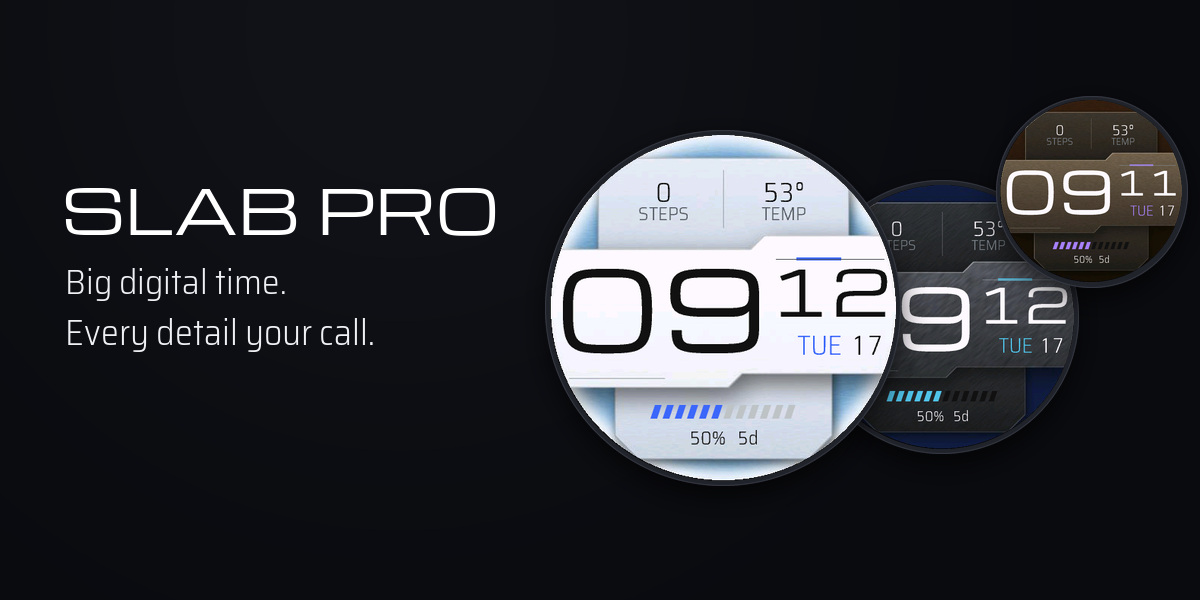 SLAB PRO
Big digital time.
Every detail your call.
0 53°
STEPS TEMP
09 12
TUE 17
50% 5d
0 53°
TEMP
9 12
TUE 17
50% 5d
0 53°
STEPS TEMP
09 11
TUE 17
50% 5d